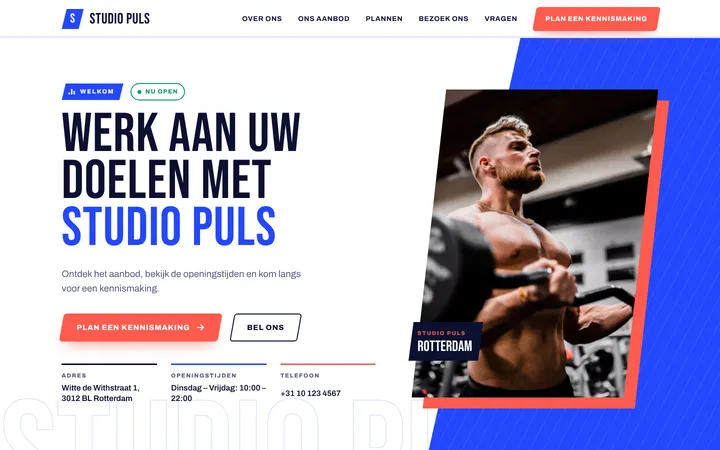 S STUDIO PULS
OVER ONS
ONS AANBOD
PLANNEN
BEZOEK ONS
VRAGEN
PLAN EEN KENNISMAKING
WELKOM
NU OPEN
WERK AAN UW
DOELEN MET
STUDIO PULS
Ontdek het aanbod, bekijk de openingstijden en kom langs
voor een kennismaking.
PLAN EEN KENNISMAKING →
BEL ONS
STUDIO PULS
ROTTERDAM
ADRES
Witte de Withstraat 1,
3012 BL Rotterdam
OPENINGSTIJDEN
Dinsdag – Vrijdag: 10:00 –
22:00
TELEFOON
+31 10 123 4567
STUDIO PU